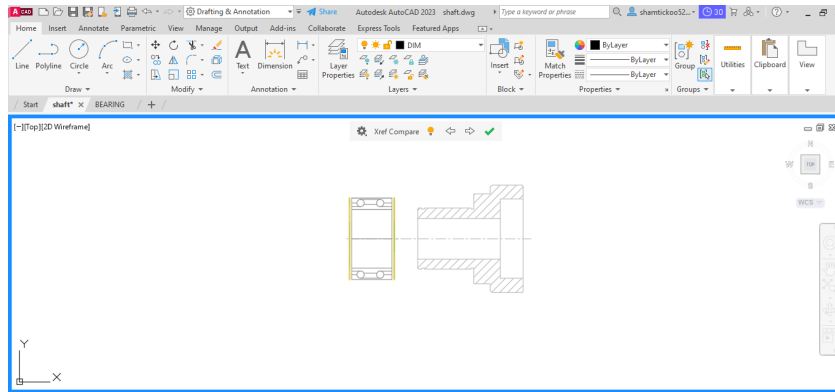 A CAD Drafting & Annotation Share Autodesk AutoCAD 2023 shaft.dwg Type a keyword or phrase shamtickoo52... 30
Home Insert Annotate Parametric View Manage Output Add-ins Collaborate Express Tools Featured Apps
Line Polyline Circle Arc Text Dimension Layer Properties DIM Insert Match Properties ByLayer ByLayer ByLayer Group Utilities Clipboard View
Draw Modify Annotation Layers Block Properties Groups
Start shaft* BEARING
[−][Top][2D Wireframe]
Xref Compare
N
W TOP E
S
WCS
Y
X